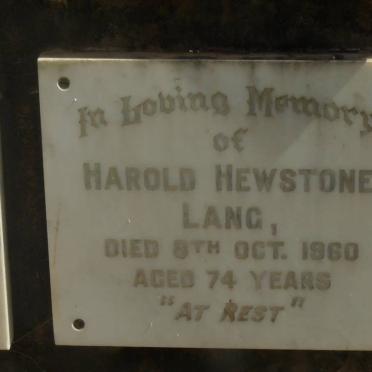 In Loving Memory
of
HAROLD HEWSTONE
LANG,
DIED 8TH OCT. 1960
AGED 74 YEARS
"AT REST"